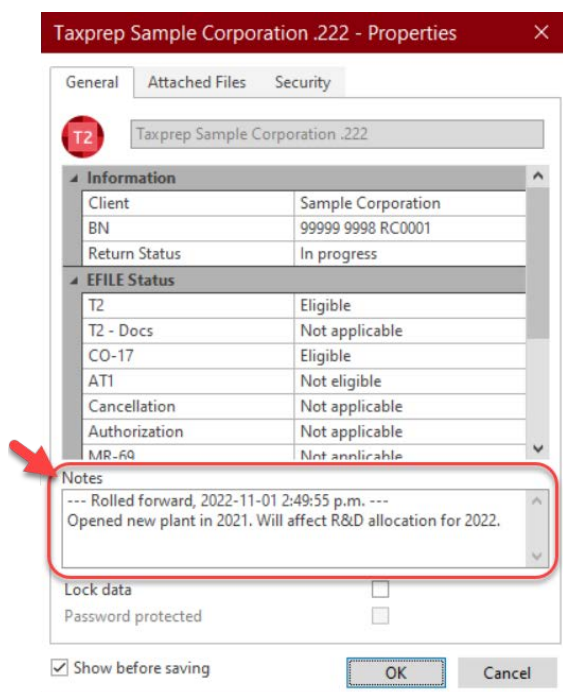 Taxprep Sample Corporation .222 - Properties
General Attached Files Security
T2 Taxprep Sample Corporation .222
Information
Client Sample Corporation
BN 99999 9998 RC0001
Return Status In progress
EFILE Status
T2 Eligible
T2 - Docs Not applicable
CO-17 Eligible
AT1 Not eligible
Cancellation Not applicable
Authorization Not applicable
MR-69 Not applicable
Notes
--- Rolled forward, 2022-11-01 2:49:55 p.m. ---
Opened new plant in 2021. Will affect R&D allocation for 2022.
Lock data
Password protected
Show before saving OK Cancel